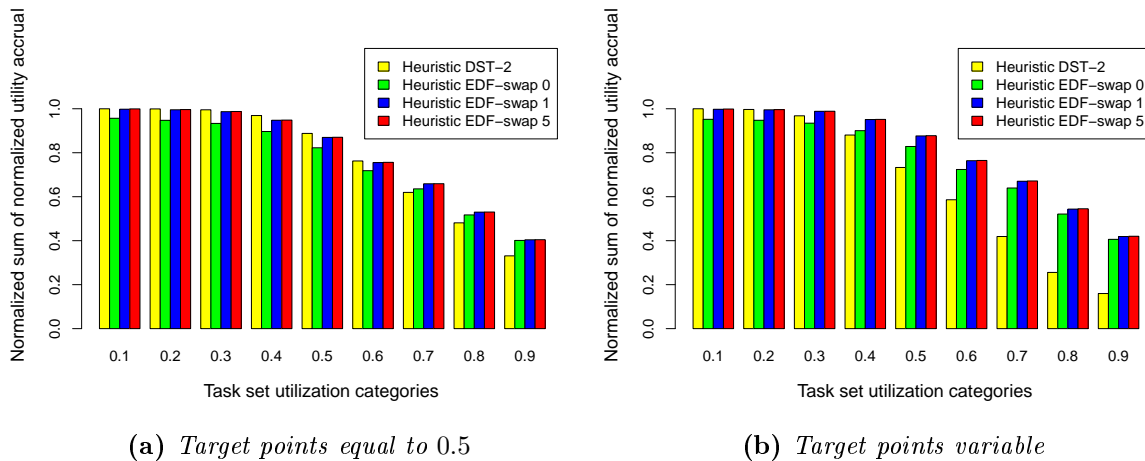 Normalized sum of normalized utility accrual
0.0 0.2 0.4 0.6 0.8 1.0
Heuristic DST−2
Heuristic EDF−swap 0
Heuristic EDF−swap 1
Heuristic EDF−swap 5
0.1 0.2 0.3 0.4 0.5 0.6 0.7 0.8 0.9
Task set utilization categories
(a) Target points equal to 0.5
Normalized sum of normalized utility accrual
0.0 0.2 0.4 0.6 0.8 1.0
Heuristic DST−2
Heuristic EDF−swap 0
Heuristic EDF−swap 1
Heuristic EDF−swap 5
0.1 0.2 0.3 0.4 0.5 0.6 0.7 0.8 0.9
Task set utilization categories
(b) Target points variable